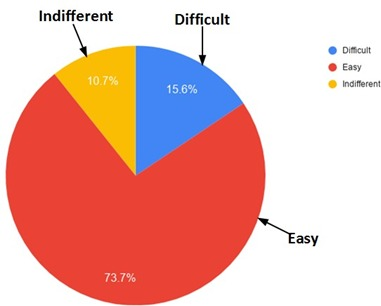 Indifferent
Difficult
Difficult
Easy
Indifferent
10.7%
15.6%
Easy
73.7%